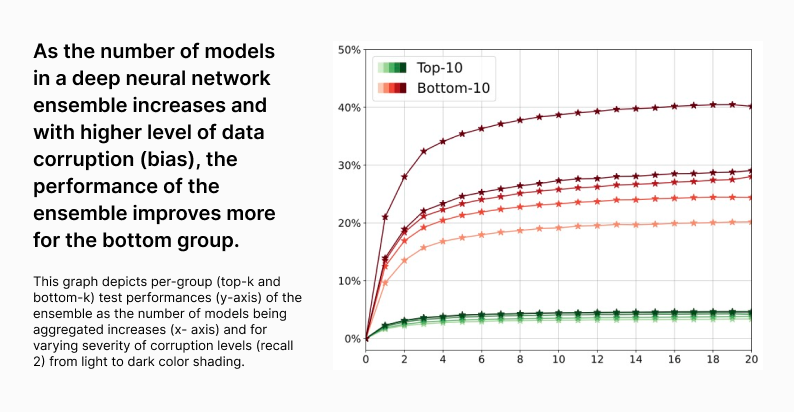 As the number of models
in a deep neural network
ensemble increases and
with higher level of data
corruption (bias), the
performance of the
ensemble improves more
for the bottom group.
This graph depicts per-group (top-k and
bottom-k) test performances (y-axis) of the
ensemble as the number of models being
aggregated increases (x- axis) and for
varying severity of corruption levels (recall
2) from light to dark color shading.
50%
40%
30%
20%
10%
0%
Top-10
Bottom-10
0 2 4 6 8 10 12 14 16 18 20